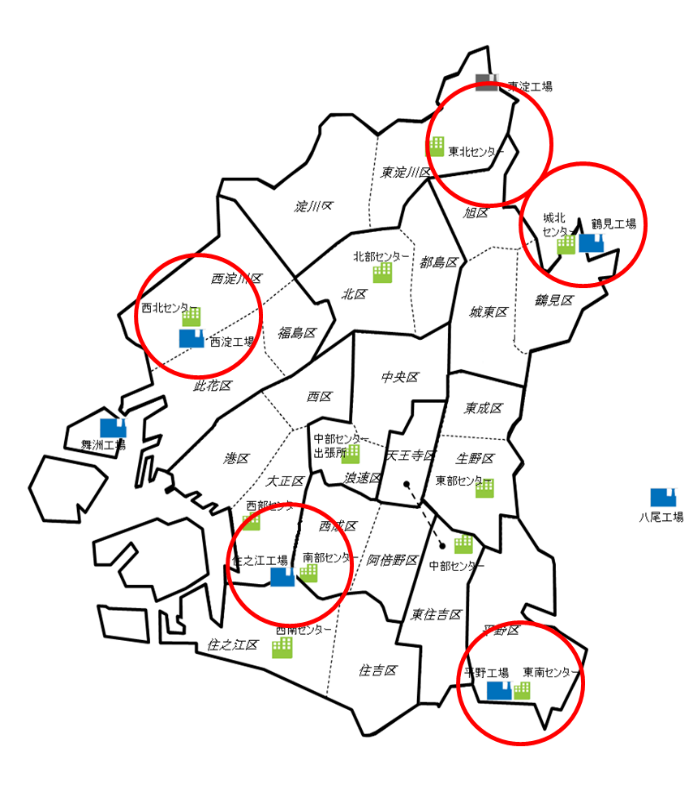 東淀工場
東北センター
東淀川区
淀川区
旭区
城北
センター
鶴見工場
北部センター
都島区
西淀川区
北区
鶴見区
西北センター
城東区
福島区
西淀工場
中央区
此花区
西区
東成区
舞洲工場
中部センター
出張所
天王寺区
港区
生野区
大正区
浪速区
東部センター
西部センタ
八尾工場
西成区
住之江工場
南部センター
阿倍野区
中部センター
東住吉区
平野区
西南センター
住之江区
住吉区
平野工場
東南センター